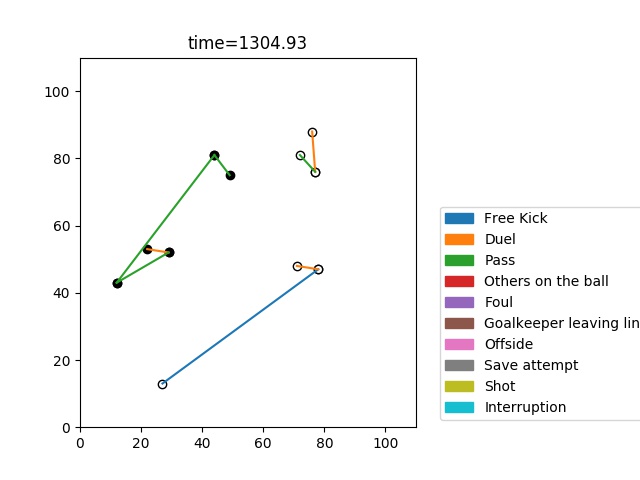 time=1304.93
100
80
60
40
20
0
0 20 40 60 80 100
Free Kick
Duel
Pass
Others on the ball
Foul
Goalkeeper leaving lin
Offside
Save attempt
Shot
Interruption